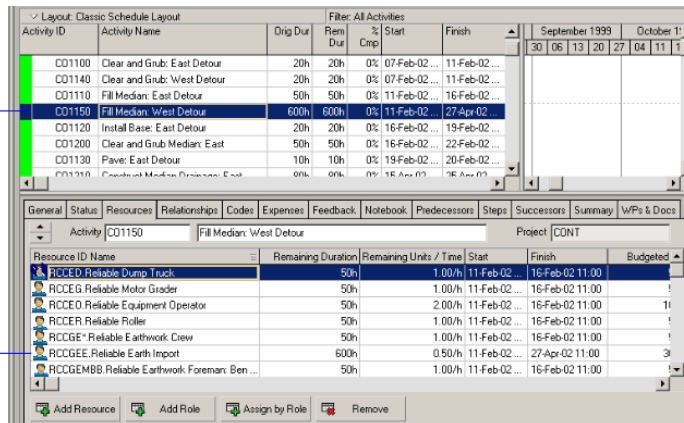 Layout: Classic Schedule Layout Filter: All Activities
Activity ID Activity Name Orig Dur Rem Dur % Cmp Start Finish September 1999 October 1
30 06 13 20 27 04 11 1
CO1100 Clear and Grub: East Detour 20h 20h 0% 07-Feb-02 ... 11-Feb-02 ...
CO1140 Clear and Grub: West Detour 20h 20h 0% 07-Feb-02 ... 11-Feb-02 ...
CO1110 Fill Median: East Detour 50h 50h 0% 11-Feb-02 ... 16-Feb-02 ...
CO1150 Fill Median: West Detour 600h 600h 0% 11-Feb-02 ... 27-Apr-02 ...
CO1120 Install Base: East Detour 20h 20h 0% 16-Feb-02 ... 19-Feb-02 ...
CO1200 Clear and Grub Median: East 50h 50h 0% 16-Feb-02 ... 22-Feb-02 ...
CO1130 Pave: East Detour 10h 10h 0% 19-Feb-02 ... 20-Feb-02 ...
CO1210 Construct Median Drainage: East 80h 80h 0% 15-Apr-02 25-Apr-02
General Status Resources Relationships Codes Expenses Feedback Notebook Predecessors Steps Successors Summary WPs & Docs
Activity CO1150 Fill Median: West Detour Project CONT
Resource ID Name Remaining Duration Remaining Units / Time Start Finish Budgeted
RCCED.Reliable Dump Truck 50h 1.00/h 11-Feb-02 ... 16-Feb-02 11:00
RCCEG.Reliable Motor Grader 50h 1.00/h 11-Feb-02 ... 16-Feb-02 11:00
RCCEO.Reliable Equipment Operator 50h 2.00/h 11-Feb-02 ... 16-Feb-02 11:00
RCCER.Reliable Roller 50h 1.00/h 11-Feb-02 ... 16-Feb-02 11:00
RCCGE*.Reliable Earthwork Crew 50h 1.00/h 11-Feb-02 ... 16-Feb-02 11:00
RCCGEE.Reliable Earth Import 600h 0.50/h 11-Feb-02 ... 27-Apr-02 11:00
RCCGEMBB.Reliable Earthwork Foreman: Ben ... 50h 1.00/h 11-Feb-02 ... 16-Feb-02 11:00
Add Resource Add Role Assign by Role Remove